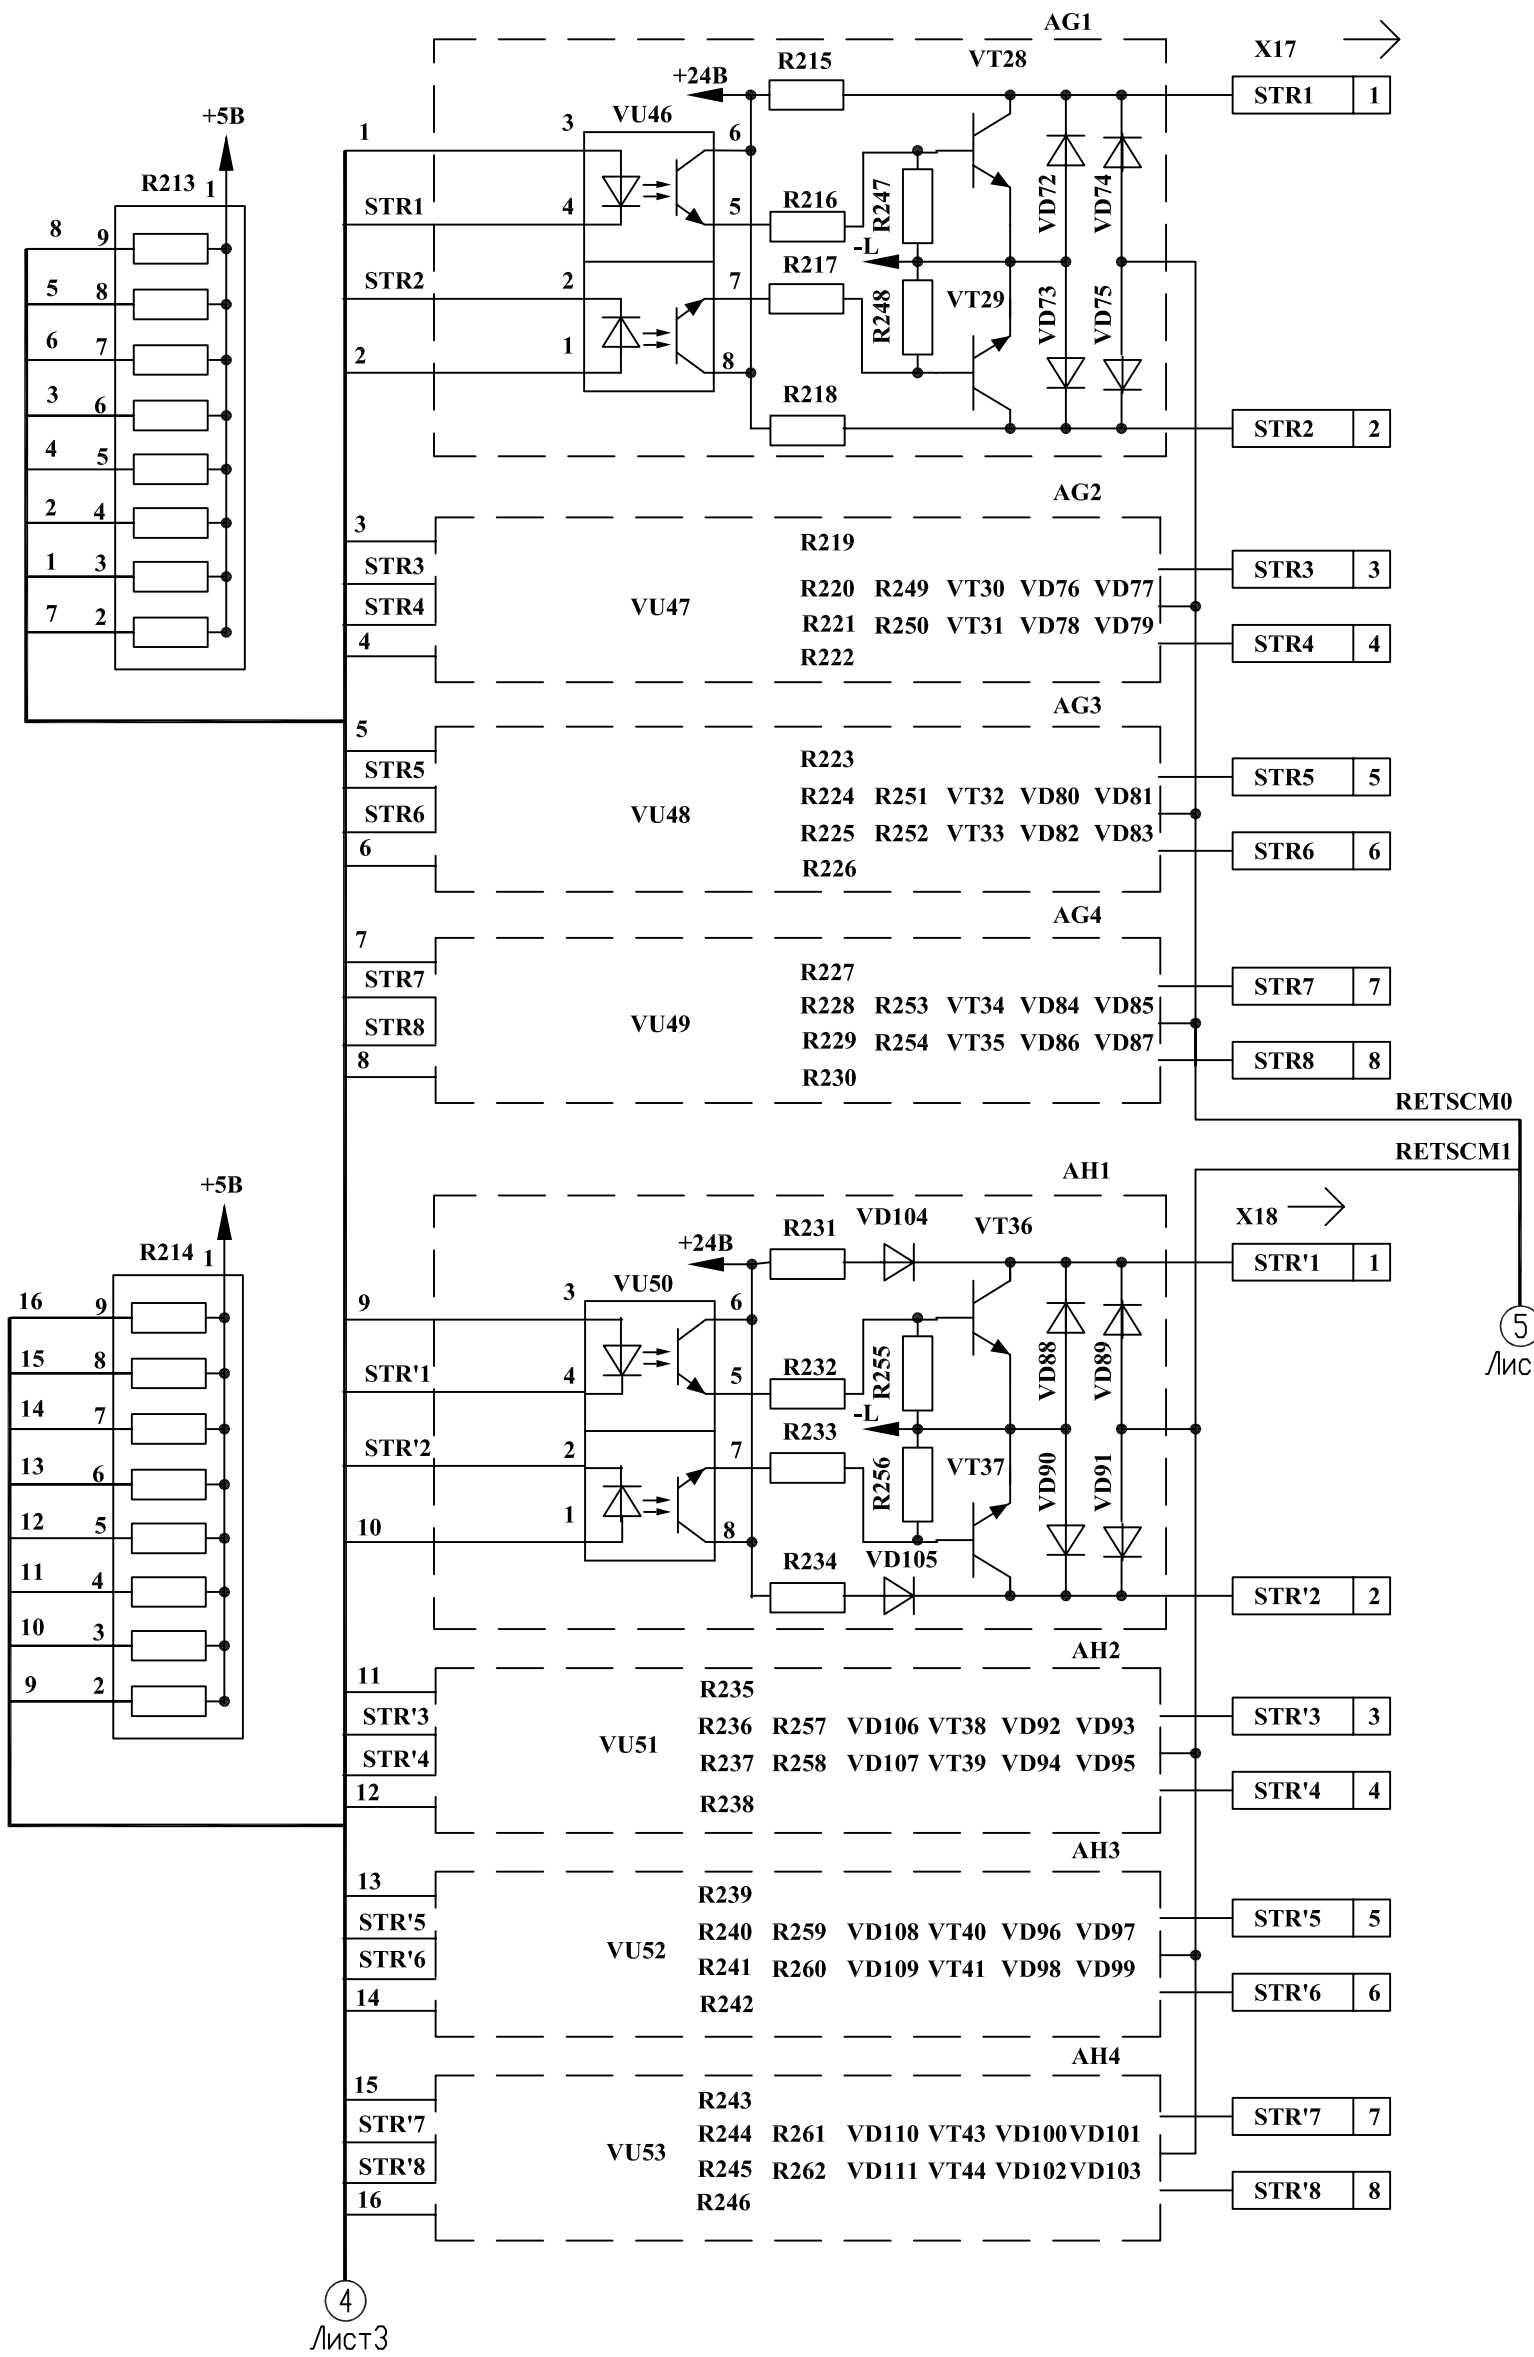 AG1
X17
+24В R215 VT28
STR1 1
+5В
VU46
1 3 6
R213 1
8 9
STR1 4 5 R216 R247 VD72 VD74
-L
5 8
STR2 2 7 R217 R248 VT29 VD73 VD75
6 7
2 1 8
3 6
R218
STR2 2
4 5
2 4
1 3
7 2
AG2
3 R219
STR3
STR3 3
R220 R249 VT30 VD76 VD77
STR4 VU47
R221 R250 VT31 VD78 VD79
4 R222
STR4 4
AG3
5 R223
STR5
STR5 5
R224 R251 VT32 VD80 VD81
STR6 VU48
R225 R252 VT33 VD82 VD83
6 R226
STR6 6
AG4
7 R227
STR7
STR7 7
R228 R253 VT34 VD84 VD85
STR8 VU49
R229 R254 VT35 VD86 VD87
8 R230
STR8 8
RETSCM0
RETSCM1
AH1
X18
+24В R231 VD104 VT36
STR'1 1
+5В
R214 1
VU50
9 3 6
16 9
15 8
STR'1 4 5 R232 R255 VD88 VD89
5
Лис
14 7
-L
STR'2 2 7 R233 R256 VT37 VD90 VD91
13 6
10 1 8
12 5
R234 VD105
STR'2 2
11 4
10 3
9 2
AH2
11 R235
STR'3
STR'3 3
R236 R257 VD106 VT38 VD92 VD93
STR'4 VU51
R237 R258 VD107 VT39 VD94 VD95
12 R238
STR'4 4
AH3
13 R239
STR'5
STR'5 5
R240 R259 VD108 VT40 VD96 VD97
STR'6 VU52
R241 R260 VD109 VT41 VD98 VD99
14 R242
STR'6 6
AH4
15 R243
STR'7
STR'7 7
R244 R261 VD110 VT43 VD100 VD101
STR'8 VU53
R245 R262 VD111 VT44 VD102 VD103
16 R246
STR'8 8
4
Лист3